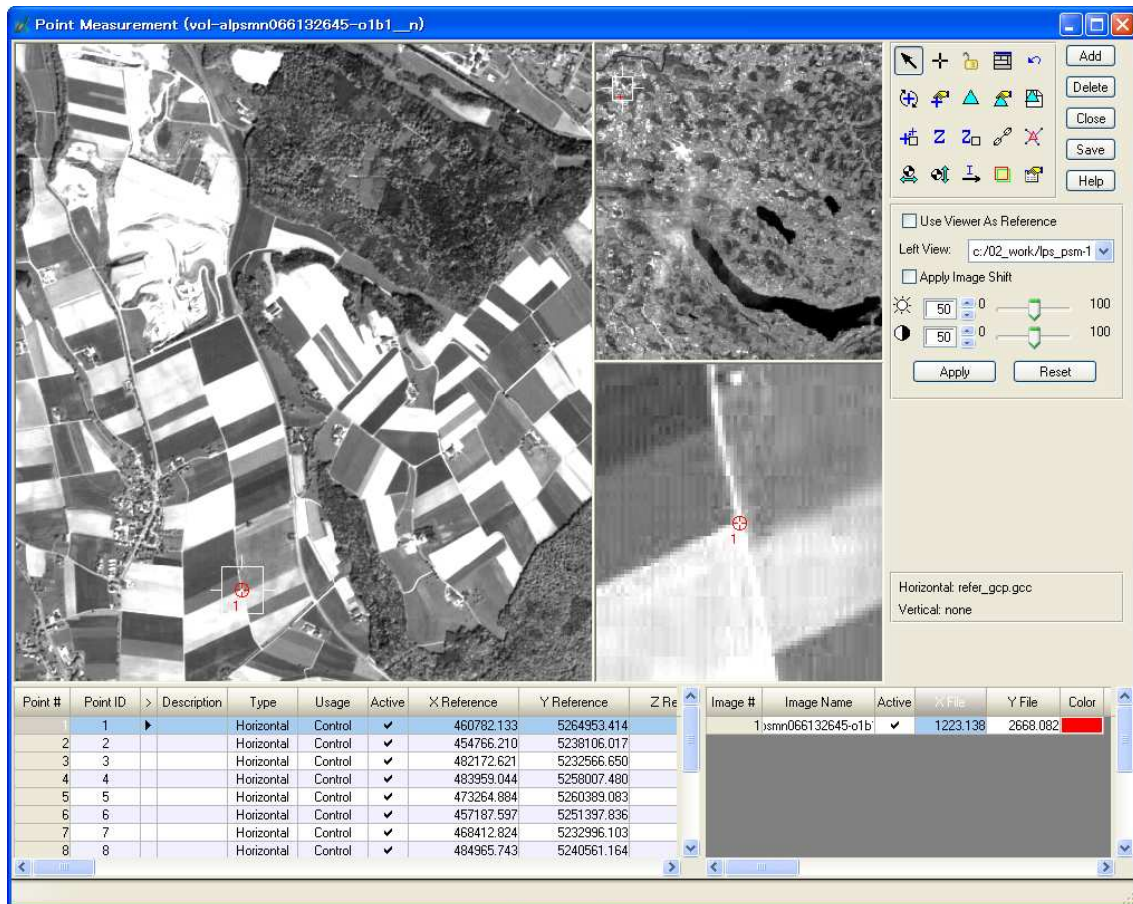 Point Measurement (vol-alpsmn066132645-o1b1__n)
Add
Delete
Close
Save
Help
Use Viewer As Reference
Left View: c:/02_work/lps_psm-1
Apply Image Shift
50 0 100
50 0 100
Apply Reset
Horizontal: refer_gcp.gcc
Vertical: none
1
1
Point # Point ID > Description Type Usage Active X Reference Y Reference Z Re
1 1 Horizontal Control 460782.133 5264953.414
2 2 Horizontal Control 454766.210 5238106.017
3 3 Horizontal Control 482172.621 5232566.650
4 4 Horizontal Control 483959.044 5258007.480
5 5 Horizontal Control 473264.884 5260389.083
6 6 Horizontal Control 457187.597 5251397.836
7 7 Horizontal Control 468412.824 5232996.103
8 8 Horizontal Control 484965.743 5240561.164
Image # Image Name Active X File Y File Color
1 psmn066132645-o1b 1223.138 2668.082